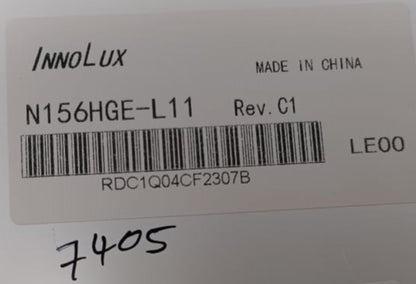 INNOLUX
MADE IN CHINA
N156HGE-L11 Rev. C1
LE00
RDC1Q04CF2307B
7405